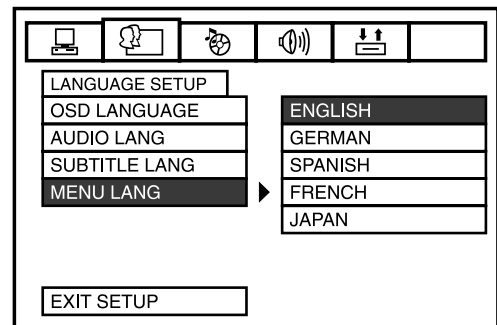 LANGUAGE SETUP
OSD LANGUAGE
AUDIO LANG
SUBTITLE LANG
MENU LANG
ENGLISH
GERMAN
SPANISH
FRENCH
JAPAN
EXIT SETUP